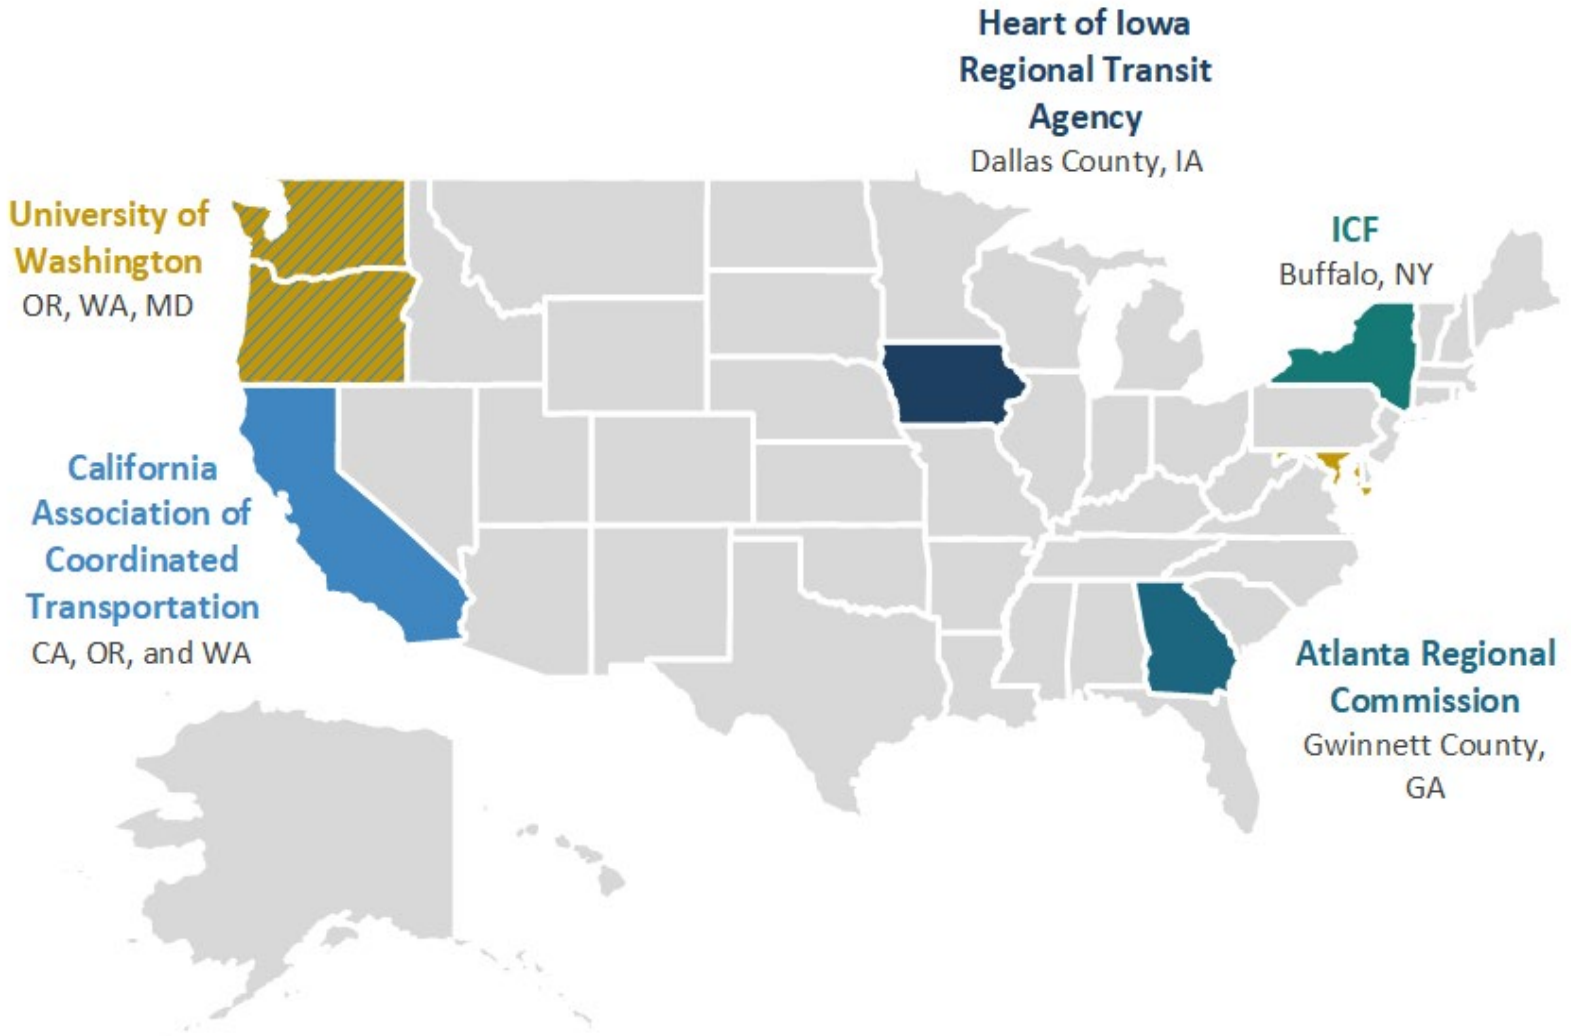 Heart of Iowa
Regional Transit
Agency
Dallas County, IA
University of
Washington
OR, WA, MD
ICF
Buffalo, NY
California
Association of
Coordinated
Transportation
CA, OR, and WA
Atlanta Regional
Commission
Gwinnett County,
GA